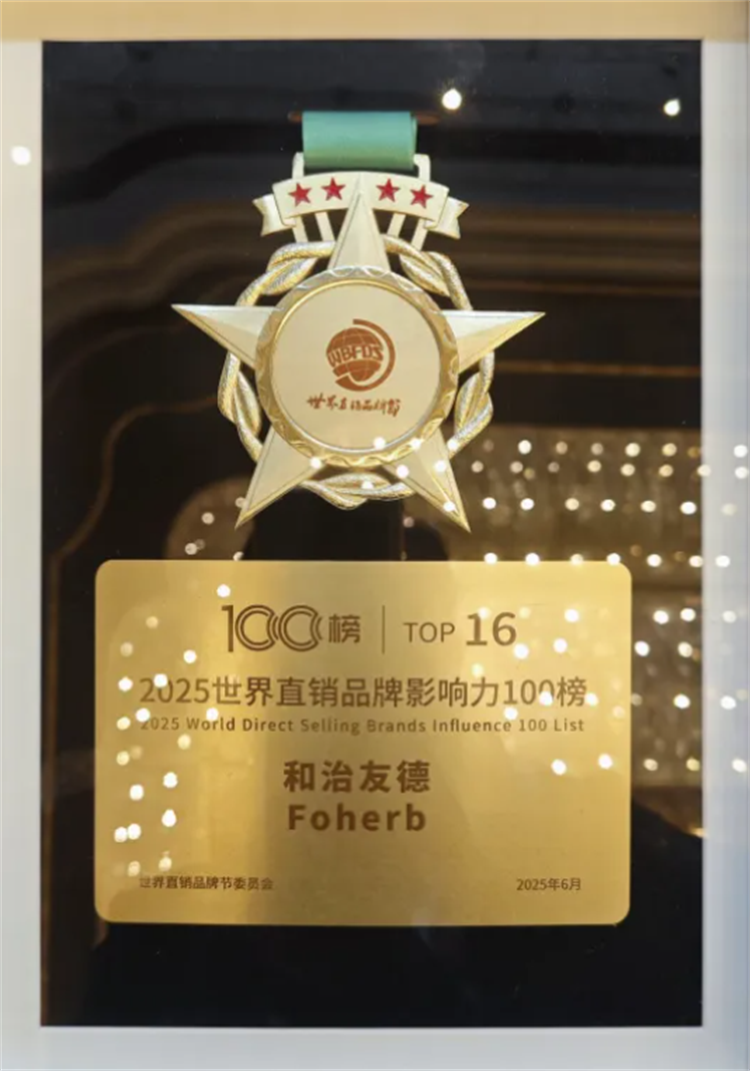 WBFDS
世界直销品牌节
100榜 | TOP 16
2025世界直销品牌影响力100榜
2025 World Direct Selling Brands Influence 100 List
和治友德
Foherb
世界直销品牌节委员会
2025年6月